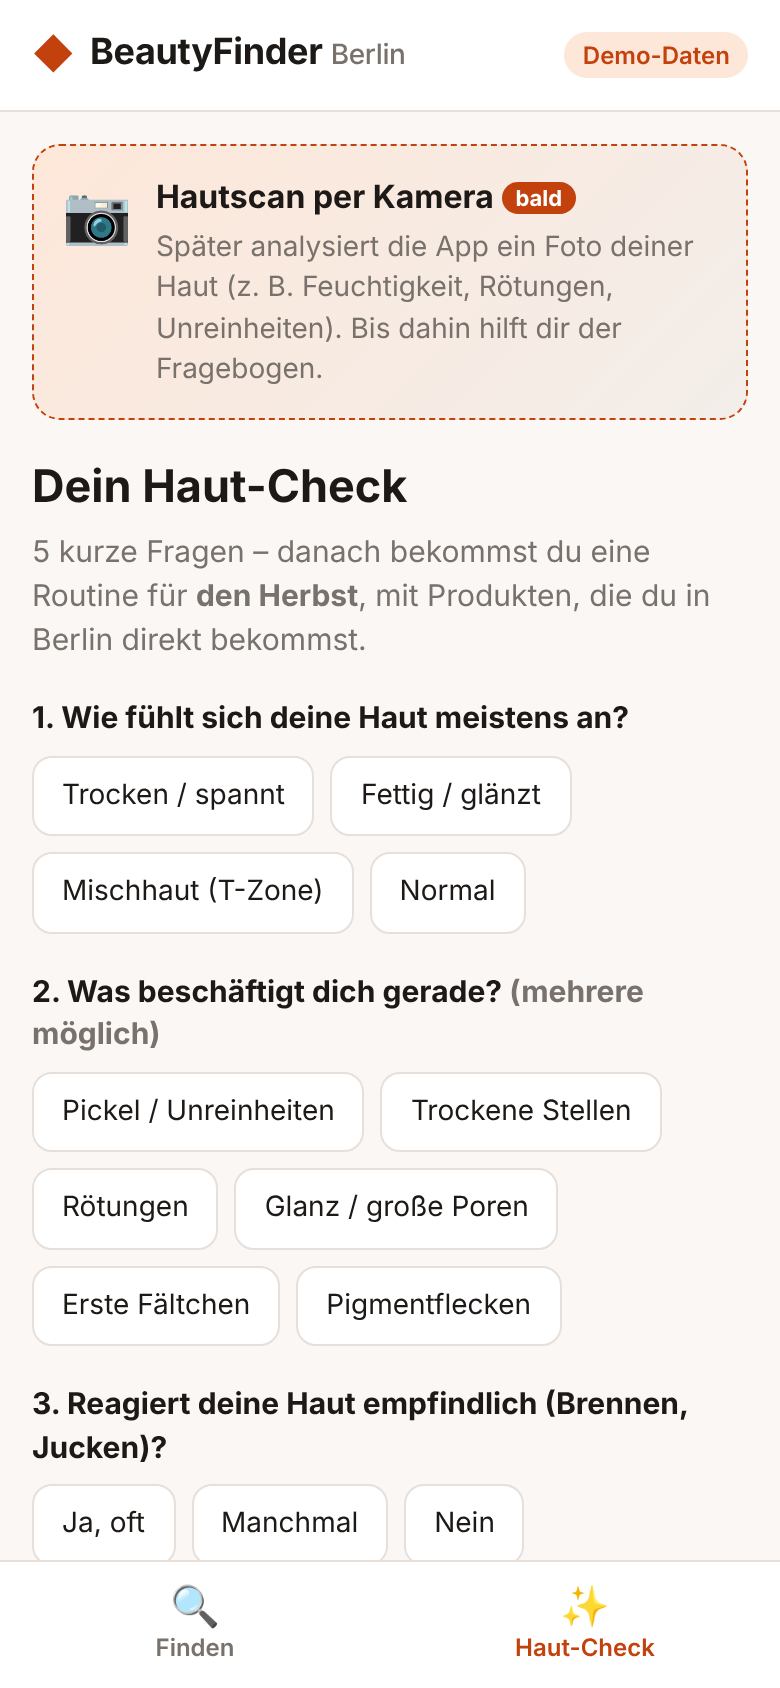 BeautyFinder Berlin
Demo-Daten
Hautscan per Kamera bald
Später analysiert die App ein Foto deiner
Haut (z. B. Feuchtigkeit, Rötungen,
Unreinheiten). Bis dahin hilft dir der
Fragebogen.
Dein Haut-Check
5 kurze Fragen – danach bekommst du eine
Routine für den Herbst, mit Produkten, die du in
Berlin direkt bekommst.
1. Wie fühlt sich deine Haut meistens an?
Trocken / spannt
Fettig / glänzt
Mischhaut (T-Zone)
Normal
2. Was beschäftigt dich gerade? (mehrere
möglich)
Pickel / Unreinheiten
Trockene Stellen
Rötungen
Glanz / große Poren
Erste Fältchen
Pigmentflecken
3. Reagiert deine Haut empfindlich (Brennen,
Jucken)?
Ja, oft
Manchmal
Nein
Finden
Haut-Check